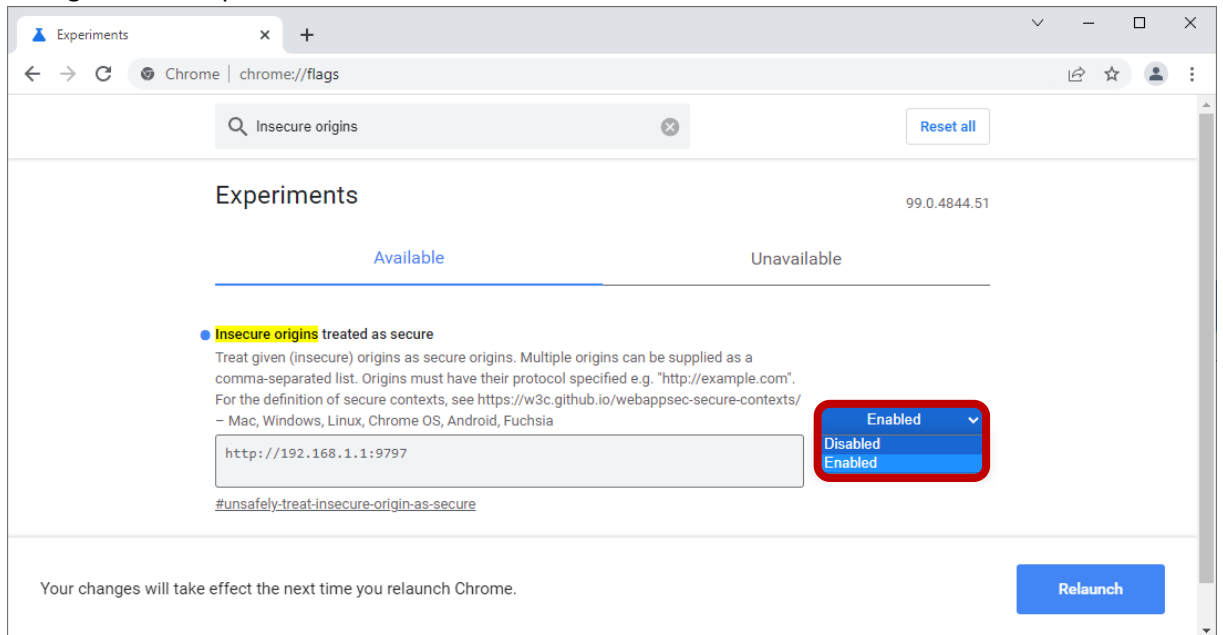 Experiments
Chrome | chrome://flags
Insecure origins
Reset all
Experiments
99.0.4844.51
Available
Unavailable
Insecure origins treated as secure
Treat given (insecure) origins as secure origins. Multiple origins can be supplied as a
comma-separated list. Origins must have their protocol specified e.g. "http://example.com".
For the definition of secure contexts, see https://w3c.github.io/webappsec-secure-contexts/
– Mac, Windows, Linux, Chrome OS, Android, Fuchsia
Enabled
Disabled
Enabled
http://192.168.1.1:9797
#unsafely-treat-insecure-origin-as-secure
Your changes will take effect the next time you relaunch Chrome.
Relaunch